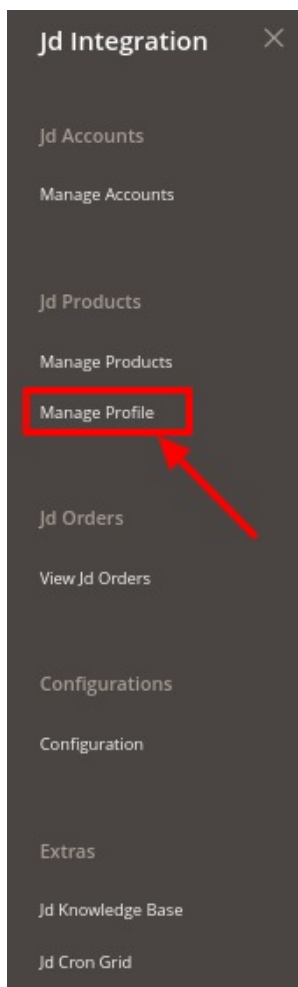 Jd Integration
Jd Accounts
Manage Accounts
Jd Products
Manage Products
Manage Profile
Jd Orders
View Jd Orders
Configurations
Configuration
Extras
Jd Knowledge Base
Jd Cron Grid